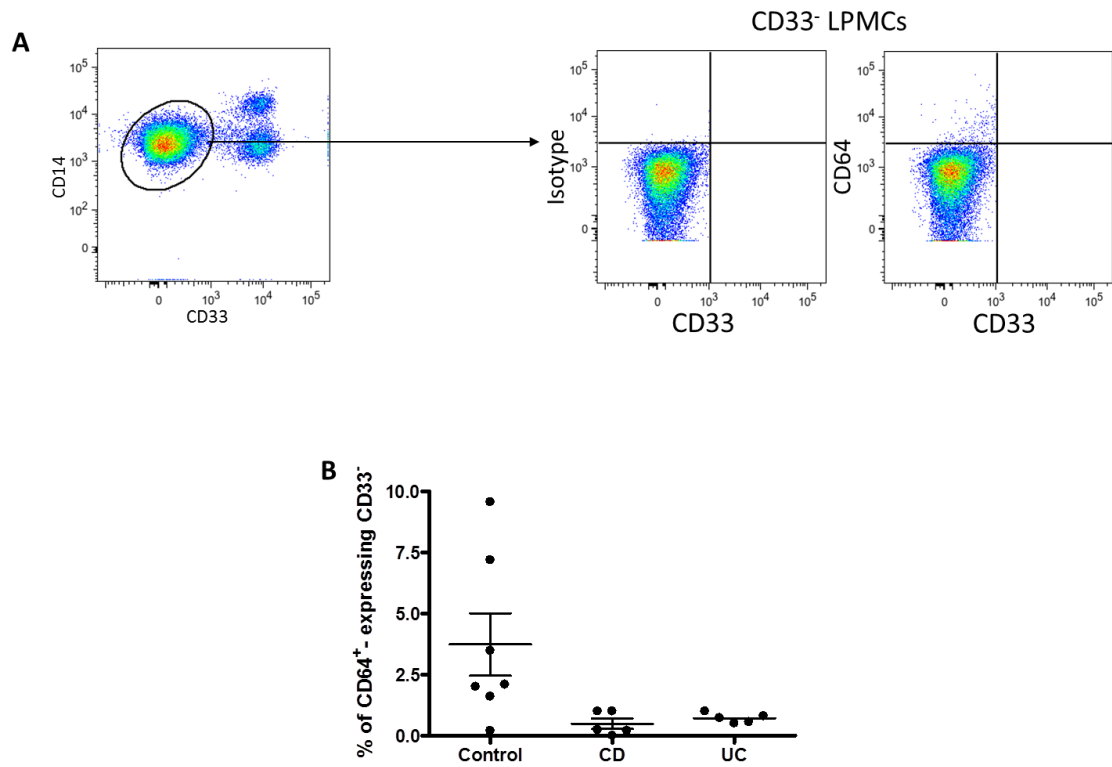 A
CD33⁻ LPMCs
CD14
10⁵
10⁴
10³
10²
0
0 10³ 10⁴ 10⁵
CD33
Isotype
10⁵
10⁴
10³
0
0 10³ 10⁴ 10⁵
CD33
CD64
10⁵
10⁴
10³
0
0 10³ 10⁴ 10⁵
CD33
B
% of CD64⁺- expressing CD33⁻
10.0
7.5
5.0
2.5
0.0
Control CD UC